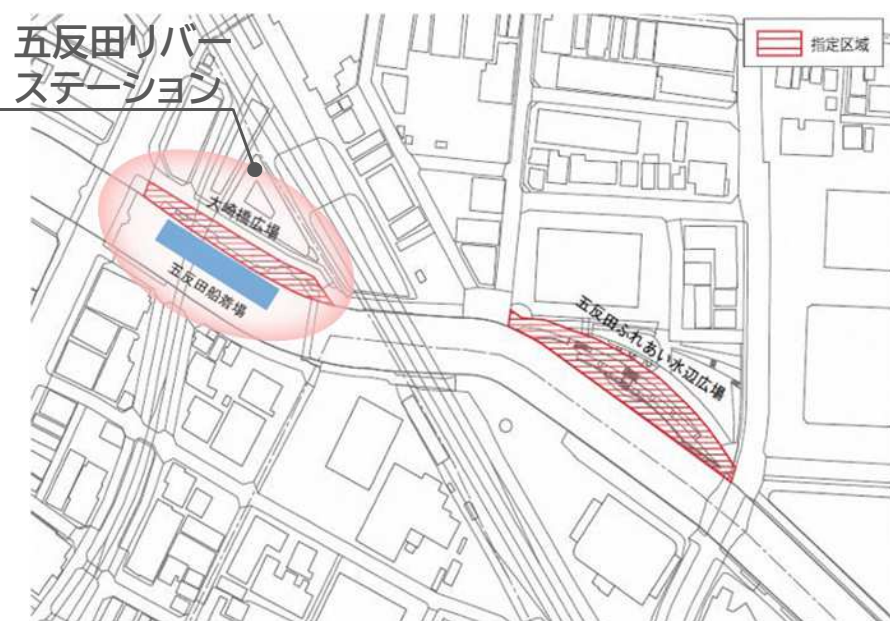 五反田リバー
ステーション
指定区域
大崎橋広場
五反田船着場
五反田ふれあい水辺広場